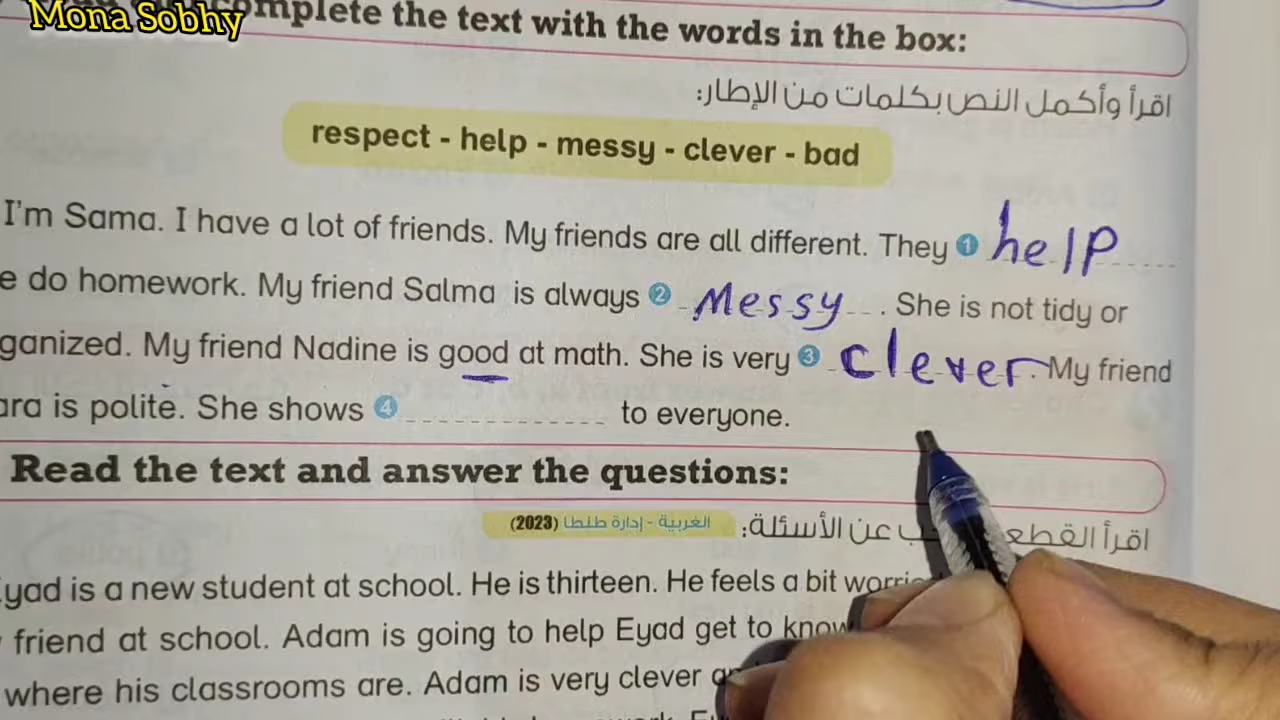 Mona Sobhy
mplete the text with the words in the box:
اقرأ وأكمل النص بكلمات من الإطار:
respect - help - messy - clever - bad
I'm Sama. I have a lot of friends. My friends are all different. They 1 help
e do homework. My friend Salma is always 2 Messy . She is not tidy or
ganized. My friend Nadine is good at math. She is very 3 clever. My friend
ara is polite. She shows 4 ............. to everyone.
Read the text and answer the questions:
اقرأ القطع ب عن الأسئلة: الغربية - إدارة طنطا (2023)
yad is a new student at school. He is thirteen. He feels a bit worri
friend at school. Adam is going to help Eyad get to know
where his classrooms are. Adam is very clever